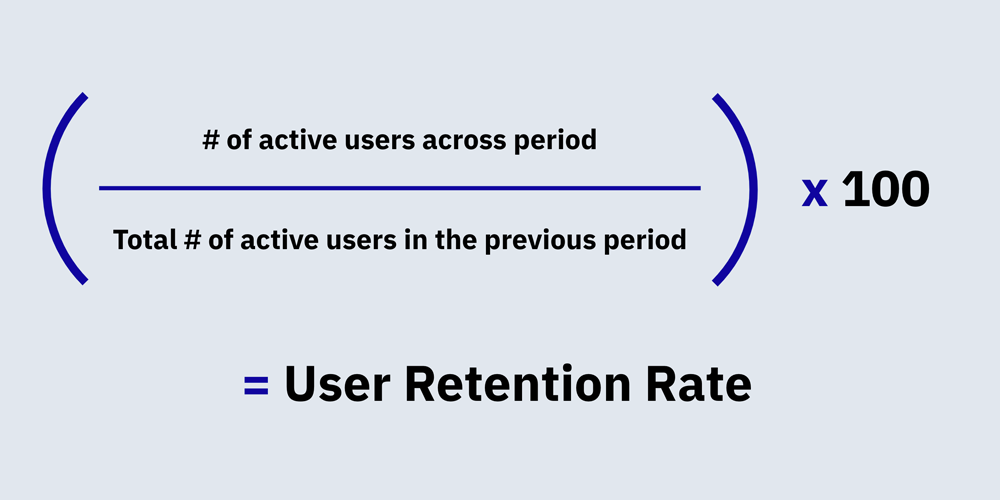 # of active users across period
Total # of active users in the previous period
x 100
= User Retention Rate